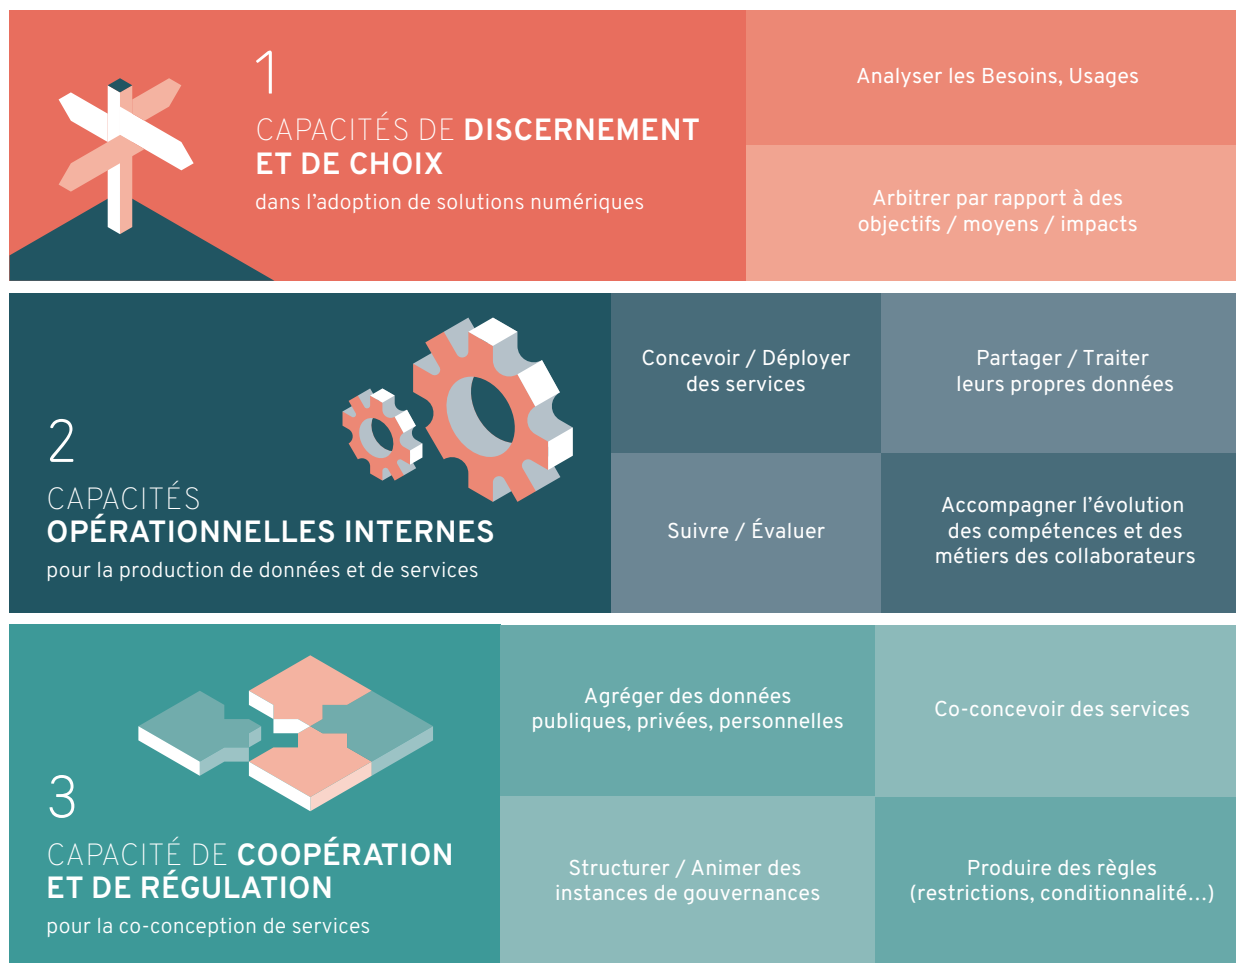 1
CAPACITÉS DE DISCERNEMENT
ET DE CHOIX
dans l'adoption de solutions numériques
Analyser les Besoins, Usages
Arbitrer par rapport à des
objectifs / moyens / impacts
2
CAPACITÉS
OPÉRATIONNELLES INTERNES
pour la production de données et de services
Concevoir / Déployer
des services
Partager / Traiter
leurs propres données
Suivre / Évaluer
Accompagner l'évolution
des compétences et des
métiers des collaborateurs
3
CAPACITÉ DE COOPÉRATION
ET DE RÉGULATION
pour la co-conception de services
Agréger des données
publiques, privées, personnelles
Co-concevoir des services
Structurer / Animer des
instances de gouvernances
Produire des règles
(restrictions, conditionnalité...)